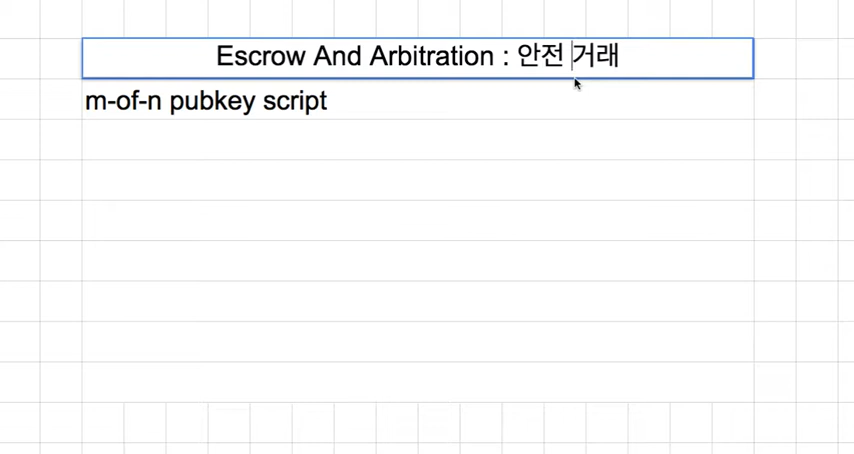 Escrow And Arbitration : 안전 거래
m-of-n pubkey script